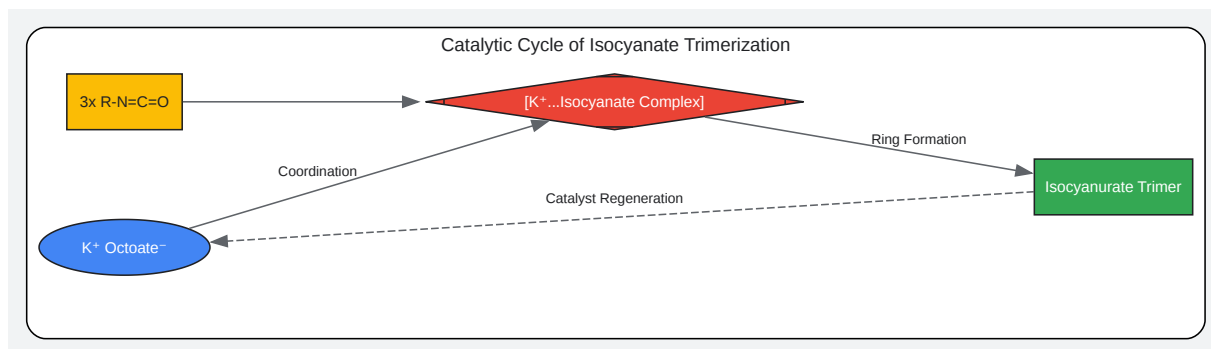 Catalytic Cycle of Isocyanate Trimerization
3x R-N=C=O
[K⁺...Isocyanate Complex]
Ring Formation
Coordination
Isocyanurate Trimer
Catalyst Regeneration
K⁺ Octoate⁻